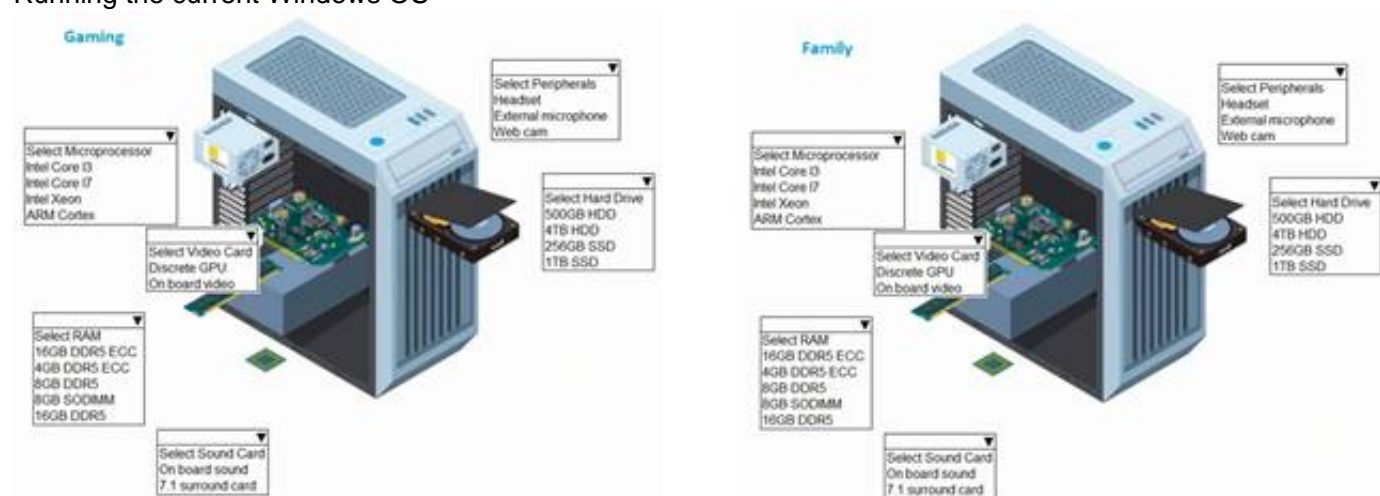 Running the current Windows OS
Gaming
Select Peripherals
Headset
External microphone
Web cam
Select Microprocessor
Intel Core I3
Intel Core I7
Intel Xeon
ARM Cortex
Select Hard Drive
500GB HDD
4TB HDD
256GB SSD
1TB SSD
Select Video Card
Discrete GPU
On board video
Select RAM
16GB DDR5 ECC
4GB DDR5 ECC
8GB DDR5
8GB SODIMM
16GB DDR5
Select Sound Card
On board sound
7.1 surround card
Family
Select Peripherals
Headset
External microphone
Web cam
Select Microprocessor
Intel Core I3
Intel Core I7
Intel Xeon
ARM Cortex
Select Hard Drive
500GB HDD
4TB HDD
256GB SSD
1TB SSD
Select Video Card
Discrete GPU
On board video
Select RAM
16GB DDR5 ECC
4GB DDR5 ECC
8GB DDR5
8GB SODIMM
16GB DDR5
Select Sound Card
On board sound
7.1 surround card